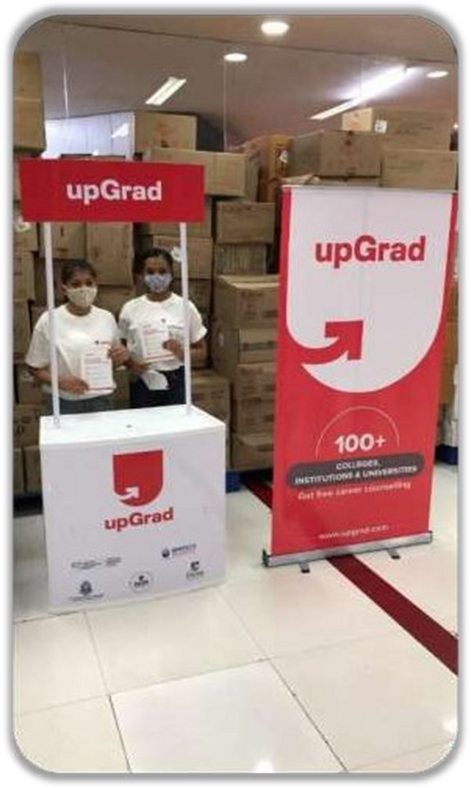 upGrad
upGrad
100+
COLLEGES,
INSTITUTIONS & UNIVERSITIES
Get free career counselling
www.upgrad.com
upGrad